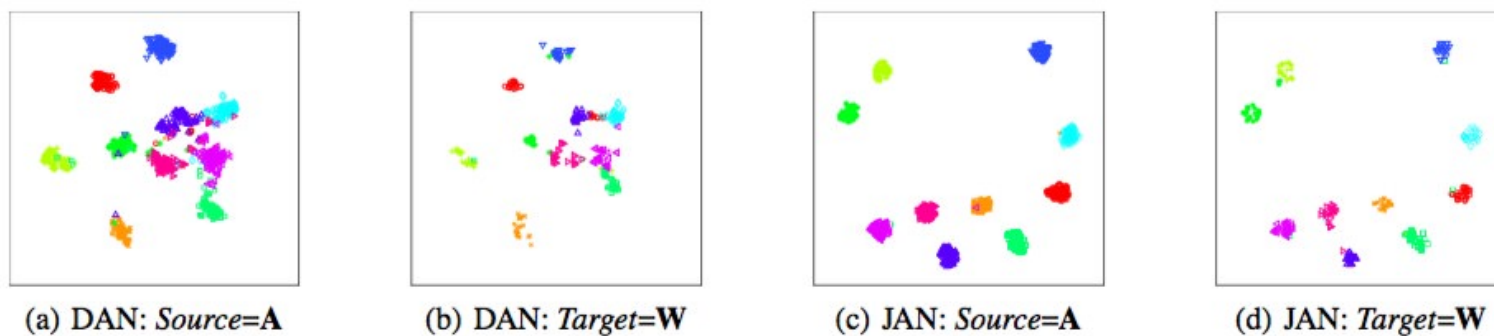 (a) DAN: Source=A
(b) DAN: Target=W
(c) JAN: Source=A
(d) JAN: Target=W